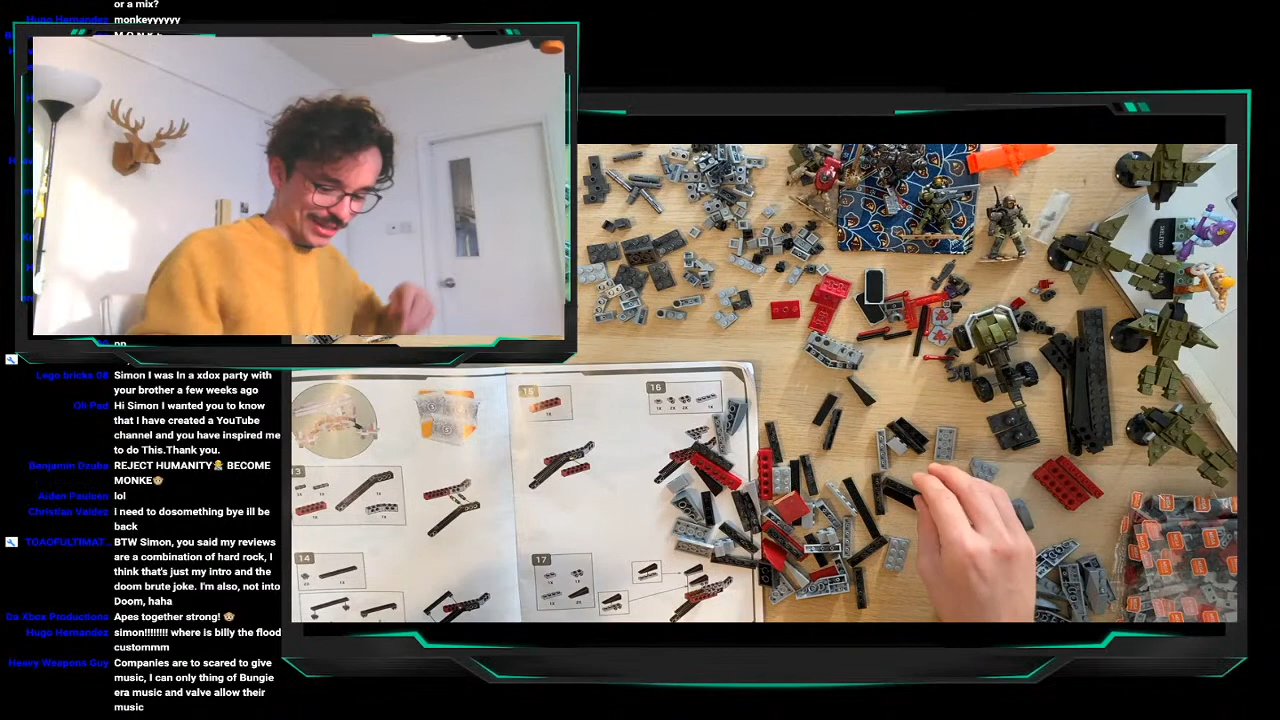 or a mix?
Hugo Hernandez monkeyyyyyy
Lego bricks 08 Simon I was In a xdox party with
your brother a few weeks ago
Oli Pad Hi Simon I wanted you to know
that I have created a YouTube
channel and you have inspired me
to do This.Thank you.
Benjamin Dzuba REJECT HUMANITY BECOME
MONKE
Aiden Paulsen lol
Christian Valdez i need to dosomething bye ill be
back
TOAOFULTIMAT... BTW Simon, you said my reviews
are a combination of hard rock, I
think that's just my intro and the
doom brute joke. I'm also, not into
Doom, haha
Da Xbox Productions Apes together strong!
Hugo Hernandez simon!!!!!!!! where is billy the flood
custommm
Heavy Weapons Guy Companies are to scared to give
music, I can only thing of Bungie
era music and valve allow their
music
13
14
15
16
17